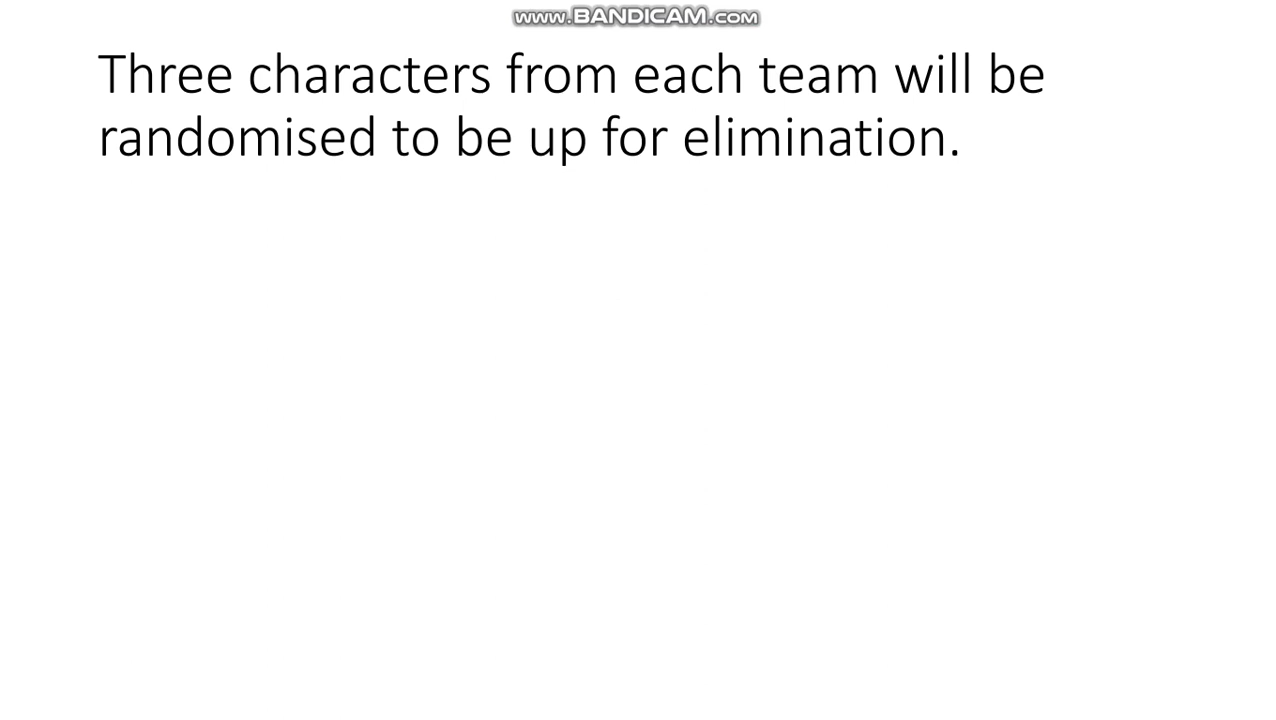 www.BANDICAM.com
Three characters from each team will be
randomised to be up for elimination.